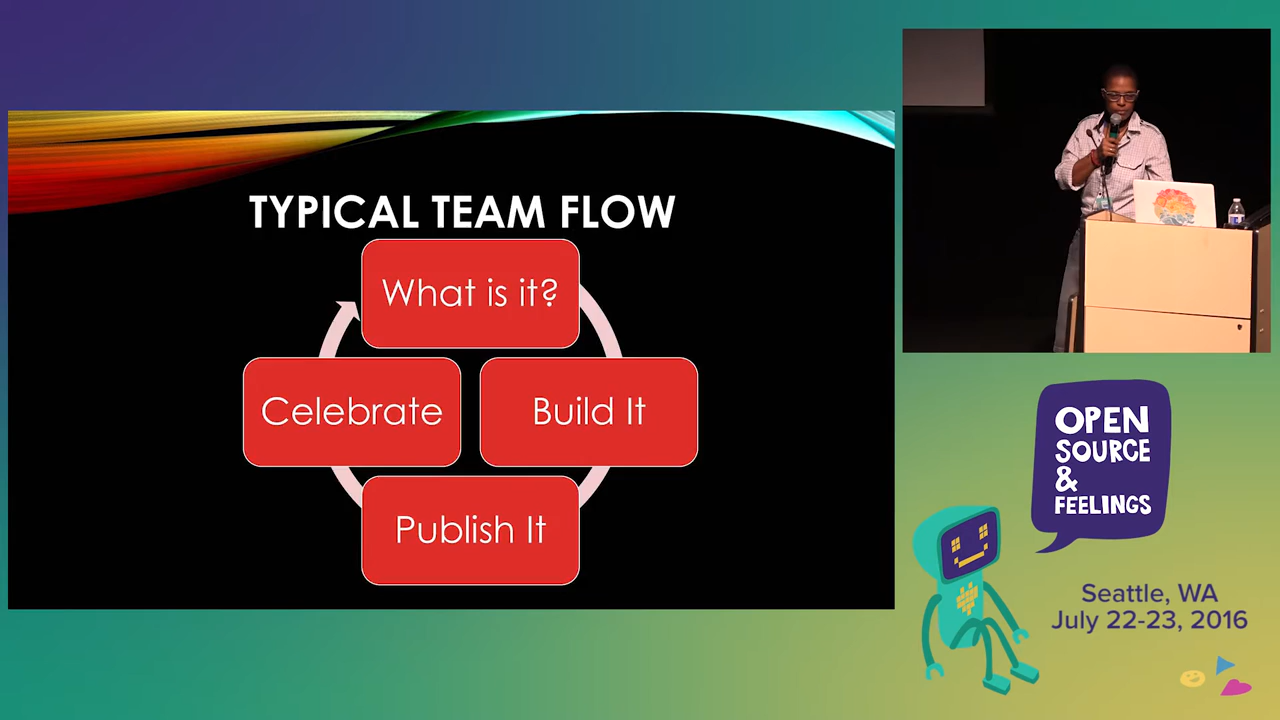 TYPICAL TEAM FLOW
What is it?
Celebrate
Build It
Publish It
OPEN
SOURCE
&
FEELINGS
Seattle, WA
July 22-23, 2016